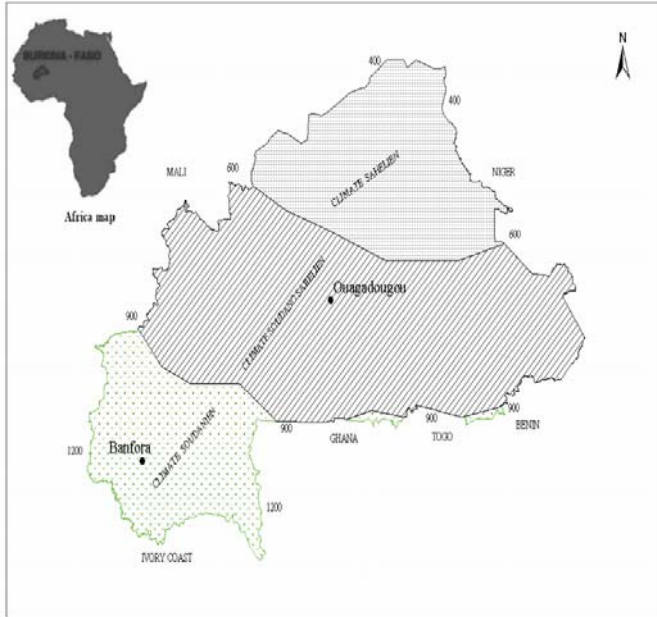 BURKINA - FASO
Africa map
N
400
400
MALI
600
CLIMATE SAHELIEN
NIGER
600
CLIMATE SOUDANO SAHELIEN
Ouagadougou
900
900
900
900
GHANA
TOGO
BENIN
CLIMATE SOUDANIEN
Banfora
1200
1200
IVORY COAST